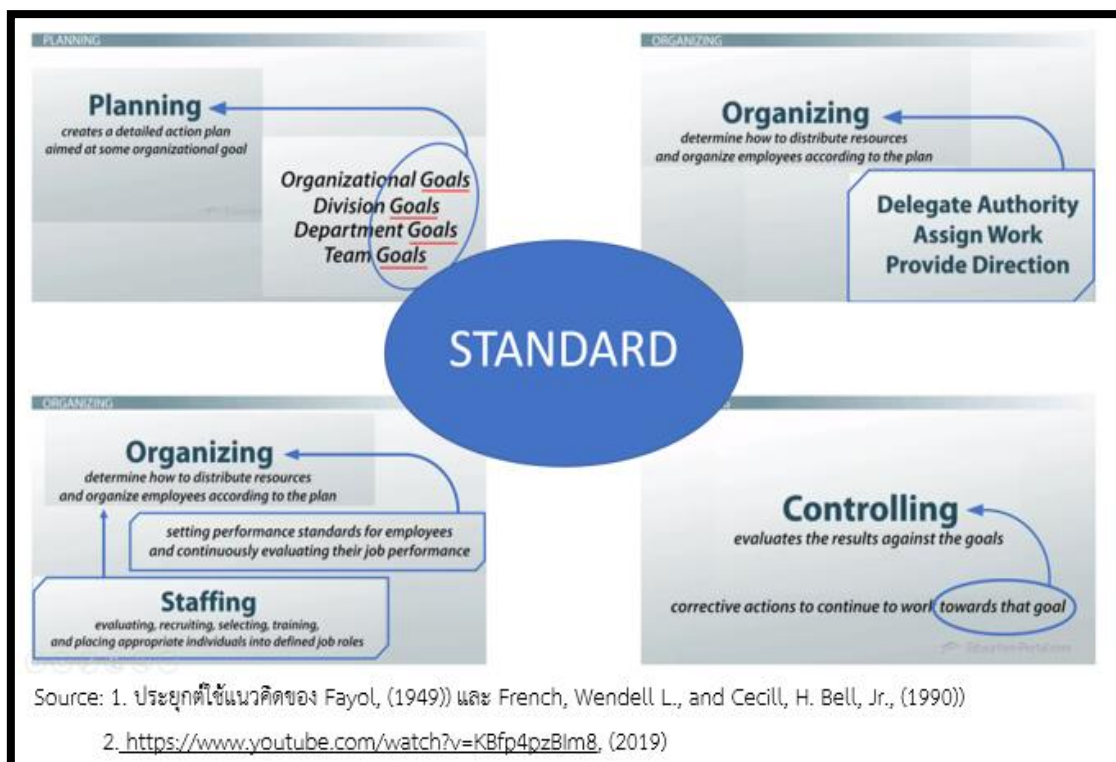 PLANNING
Planning
creates a detailed action plan
aimed at some organizational goal
Organizational Goals
Division Goals
Department Goals
Team Goals
ORGANIZING
Organizing
determine how to distribute resources
and organize employees according to the plan
Delegate Authority
Assign Work
Provide Direction
STANDARD
ORGANIZING
Organizing
determine how to distribute resources
and organize employees according to the plan
setting performance standards for employees
and continuously evaluating their job performance
Staffing
evaluating, recruiting, selecting, training,
and placing appropriate individuals into defined job roles
Controlling
evaluates the results against the goals
corrective actions to continue to work towards that goal
Source: 1. ประยุกต์ใช้แนวคิดของ Fayol, (1949)) และ French, Wendell L., and Cecill, H. Bell, Jr., (1990))
2. https://www.youtube.com/watch?v=KBfp4pzBIm8, (2019)